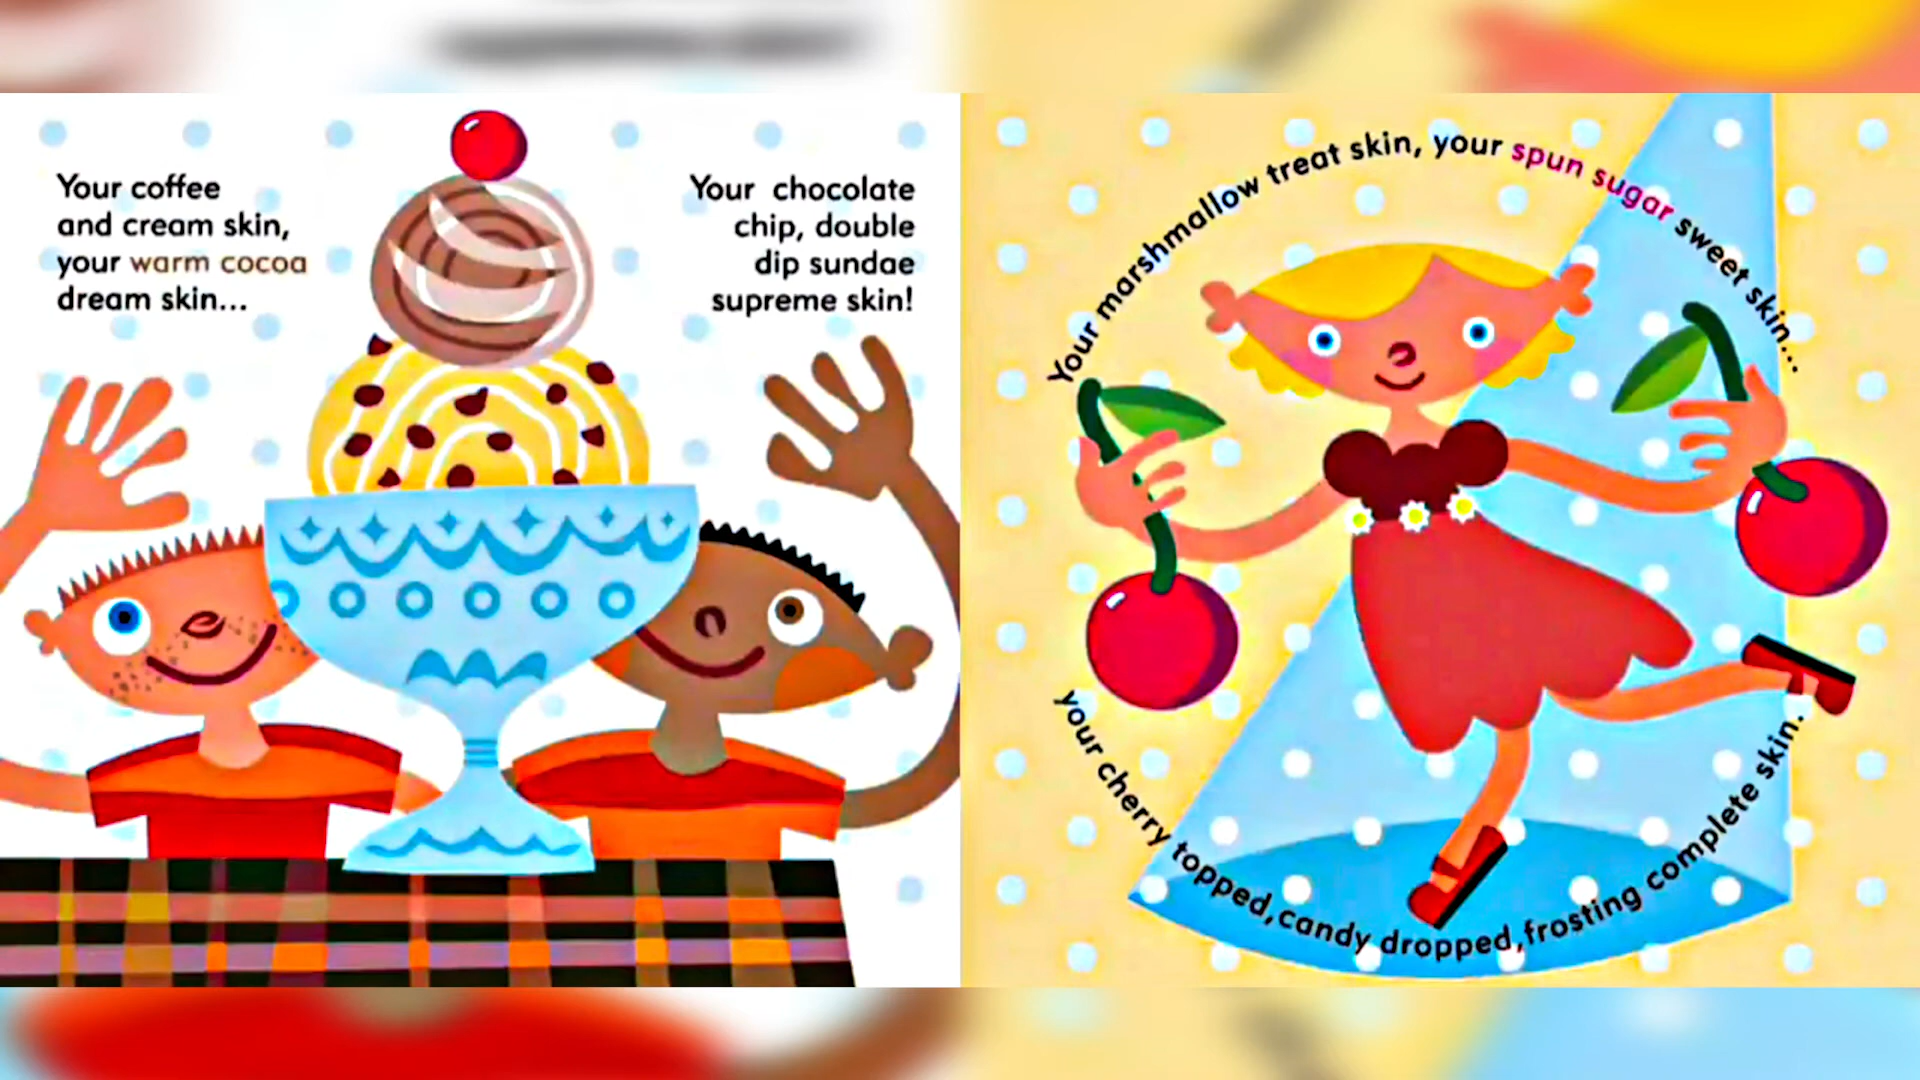 Your coffee
and cream skin,
your warm cocoa
dream skin...
Your chocolate
chip, double
dip sundae
supreme skin!
Your marshmallow treat skin, your spun sugar sweet skin...
your cherry topped, candy dropped, frosting complete skin.